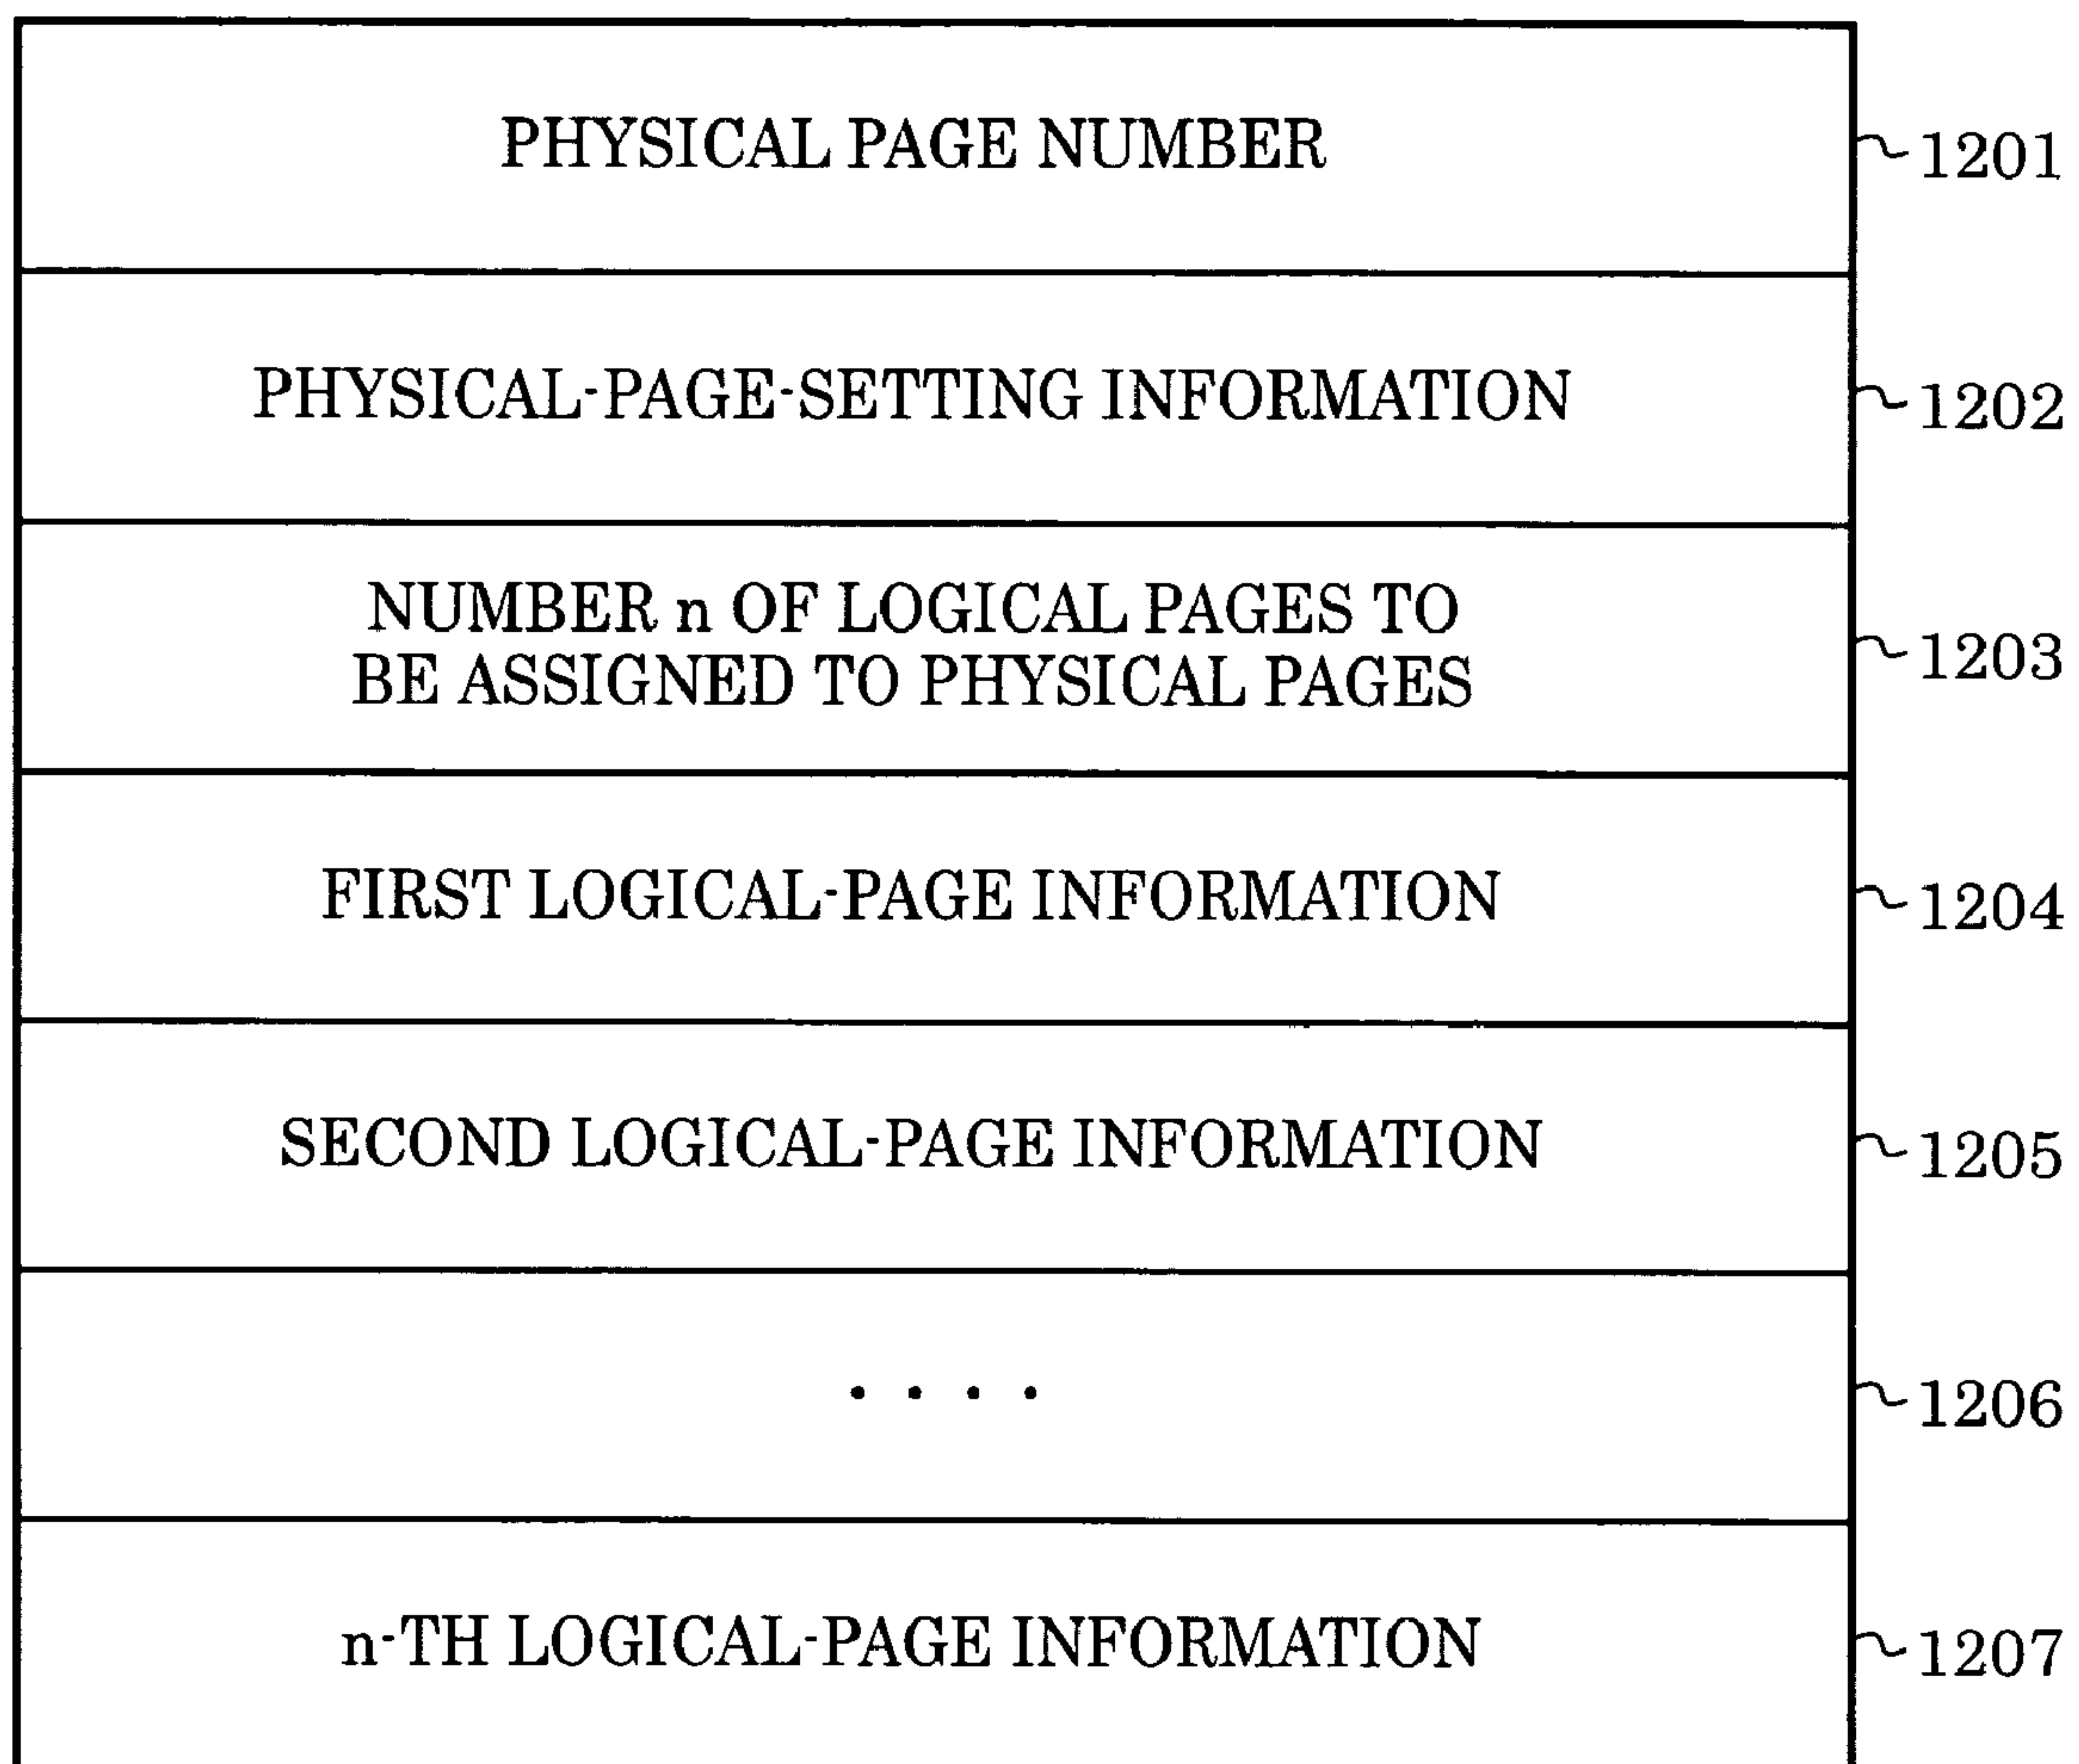 PHYSICAL PAGE NUMBER
1201
PHYSICAL-PAGE-SETTING INFORMATION
1202
NUMBER n OF LOGICAL PAGES TO
BE ASSIGNED TO PHYSICAL PAGES
1203
FIRST LOGICAL-PAGE INFORMATION
1204
SECOND LOGICAL-PAGE INFORMATION
1205
. . . .
1206
n-TH LOGICAL-PAGE INFORMATION
1207